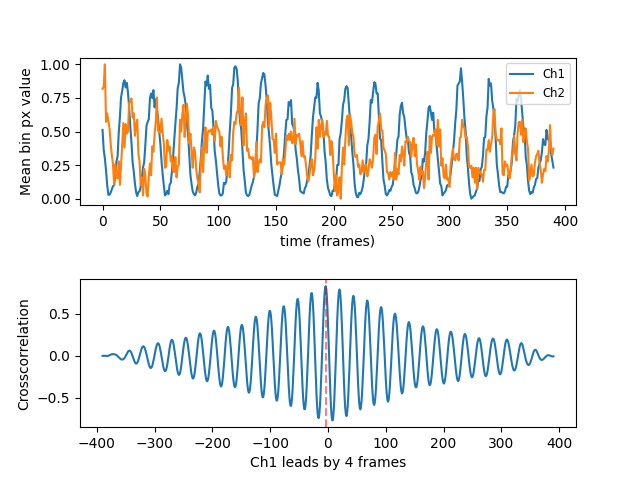 1.00
0.75
0.50
0.25
0.00
Mean bin px value
Ch1
Ch2
0 50 100 150 200 250 300 350 400
time (frames)
0.5
0.0
−0.5
Crosscorrelation
−400 −300 −200 −100 0 100 200 300 400
Ch1 leads by 4 frames